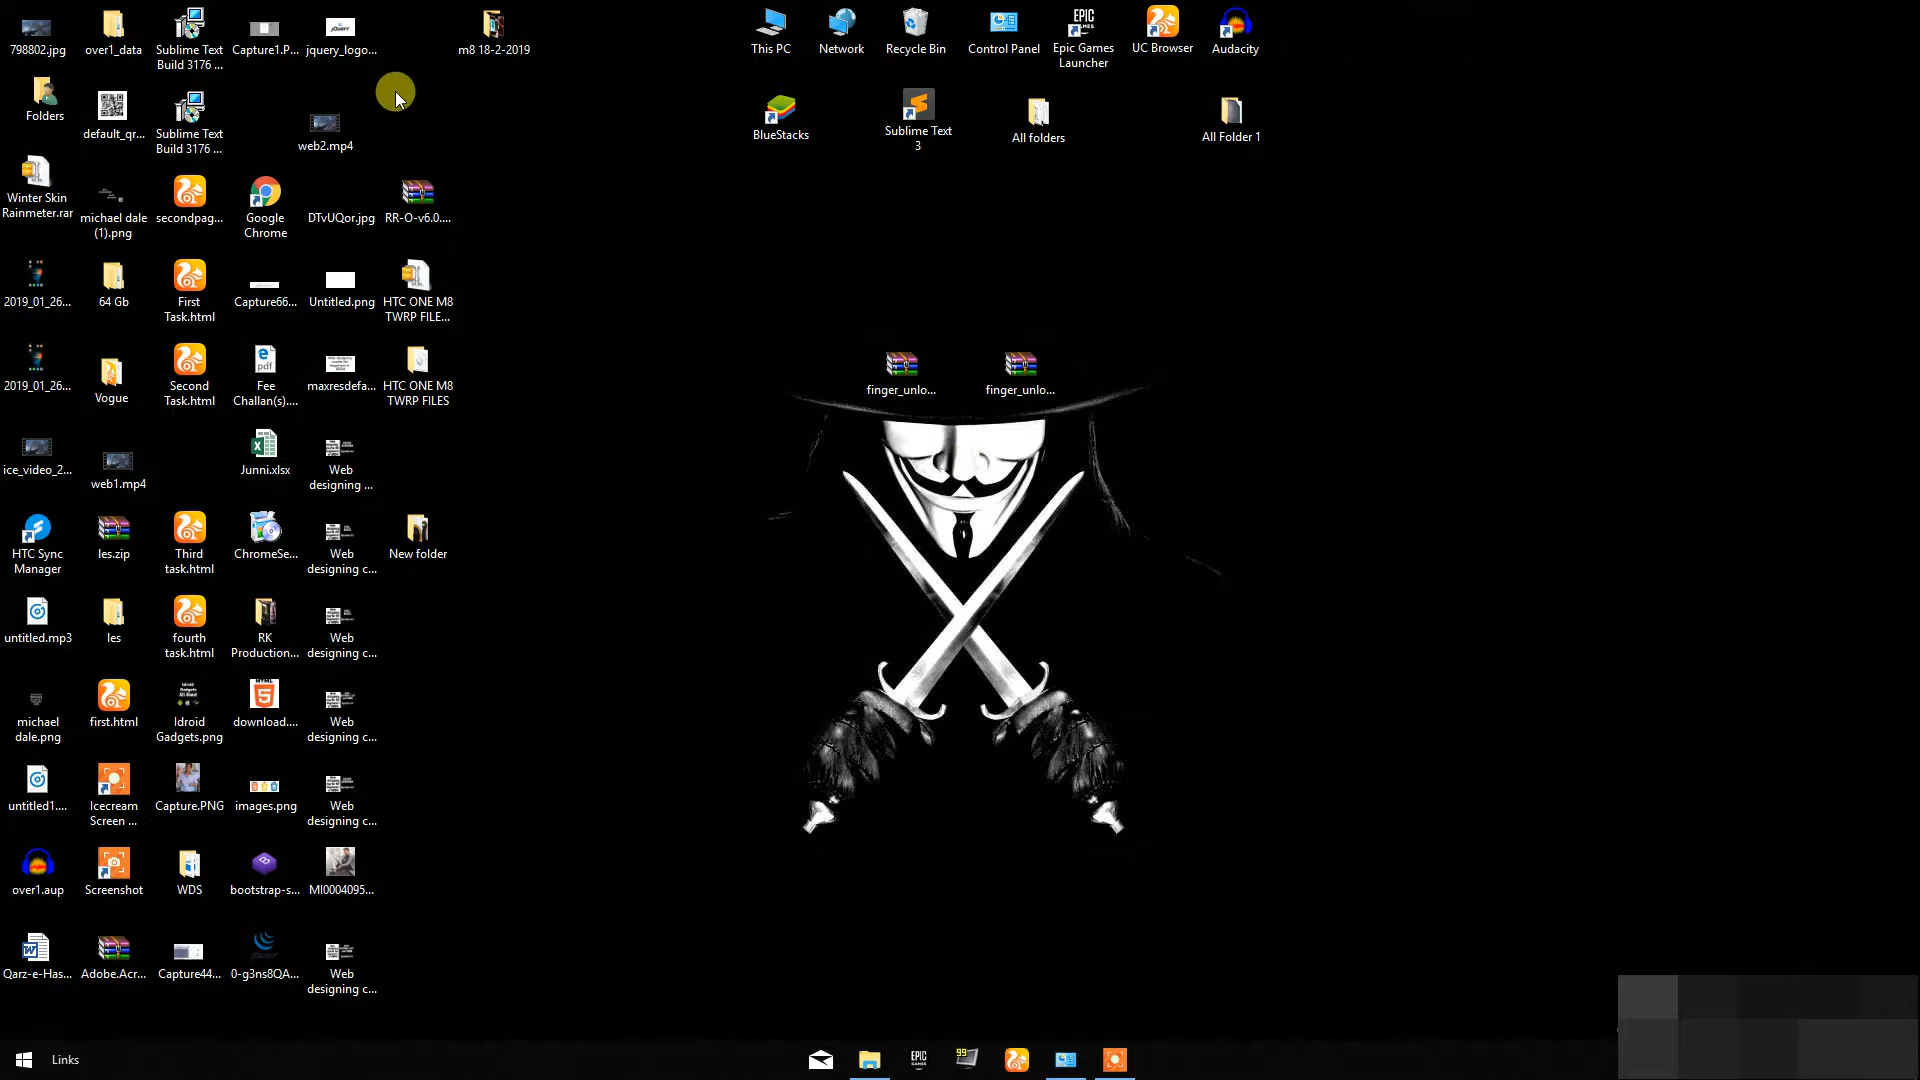 798802.jpg
over1_data
Sublime Text
Build 3176 ...
Capture1.P...
jquery_logo...
m8 18-2-2019
This PC
Network
Recycle Bin
Control Panel
EPIC
GAMES
Epic Games
Launcher
UC Browser
Audacity
Folders
default_qr...
Sublime Text
Build 3176 ...
web2.mp4
BlueStacks
Sublime Text
3
All folders
All Folder 1
Winter Skin
Rainmeter.rar
michael dale
(1).png
secondpag...
Google
Chrome
DTvUQor.jpg
RR-O-v6.0....
2019_01_26...
64 Gb
First
Task.html
Capture66...
Untitled.png
HTC ONE M8
TWRP FILE...
2019_01_26...
Vogue
Second
Task.html
pdf
Fee
Challan(s)....
maxresdefa...
HTC ONE M8
TWRP FILES
finger_unlo...
finger_unlo...
ice_video_2...
web1.mp4
Junni.xlsx
Web
designing ...
HTC Sync
Manager
les.zip
Third
task.html
ChromeSe...
Web
designing c...
New folder
untitled.mp3
les
fourth
task.html
RK
Production...
Web
designing c...
michael
dale.png
first.html
Idroid
Gadgets.png
HTML
5
download....
Web
designing c...
untitled1....
Icecream
Screen ...
Capture.PNG
images.png
Web
designing c...
over1.aup
Screenshot
WDS
bootstrap-s...
MI0004095...
Qarz-e-Has...
Adobe.Acr...
Capture44...
0-g3ns8QA...
Web
designing c...
Links
EPIC
GAMES
99